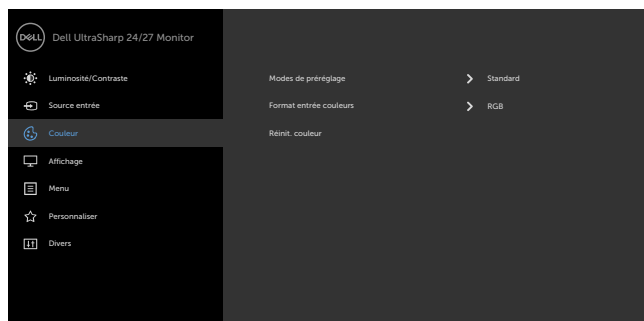 DELL Dell UltraSharp 24/27 Monitor
Luminosité/Contraste
Modes de préréglage Standard
Source entrée
Format entrée couleurs RGB
Couleur
Réinit. couleur
Affichage
Menu
Personnaliser
Divers